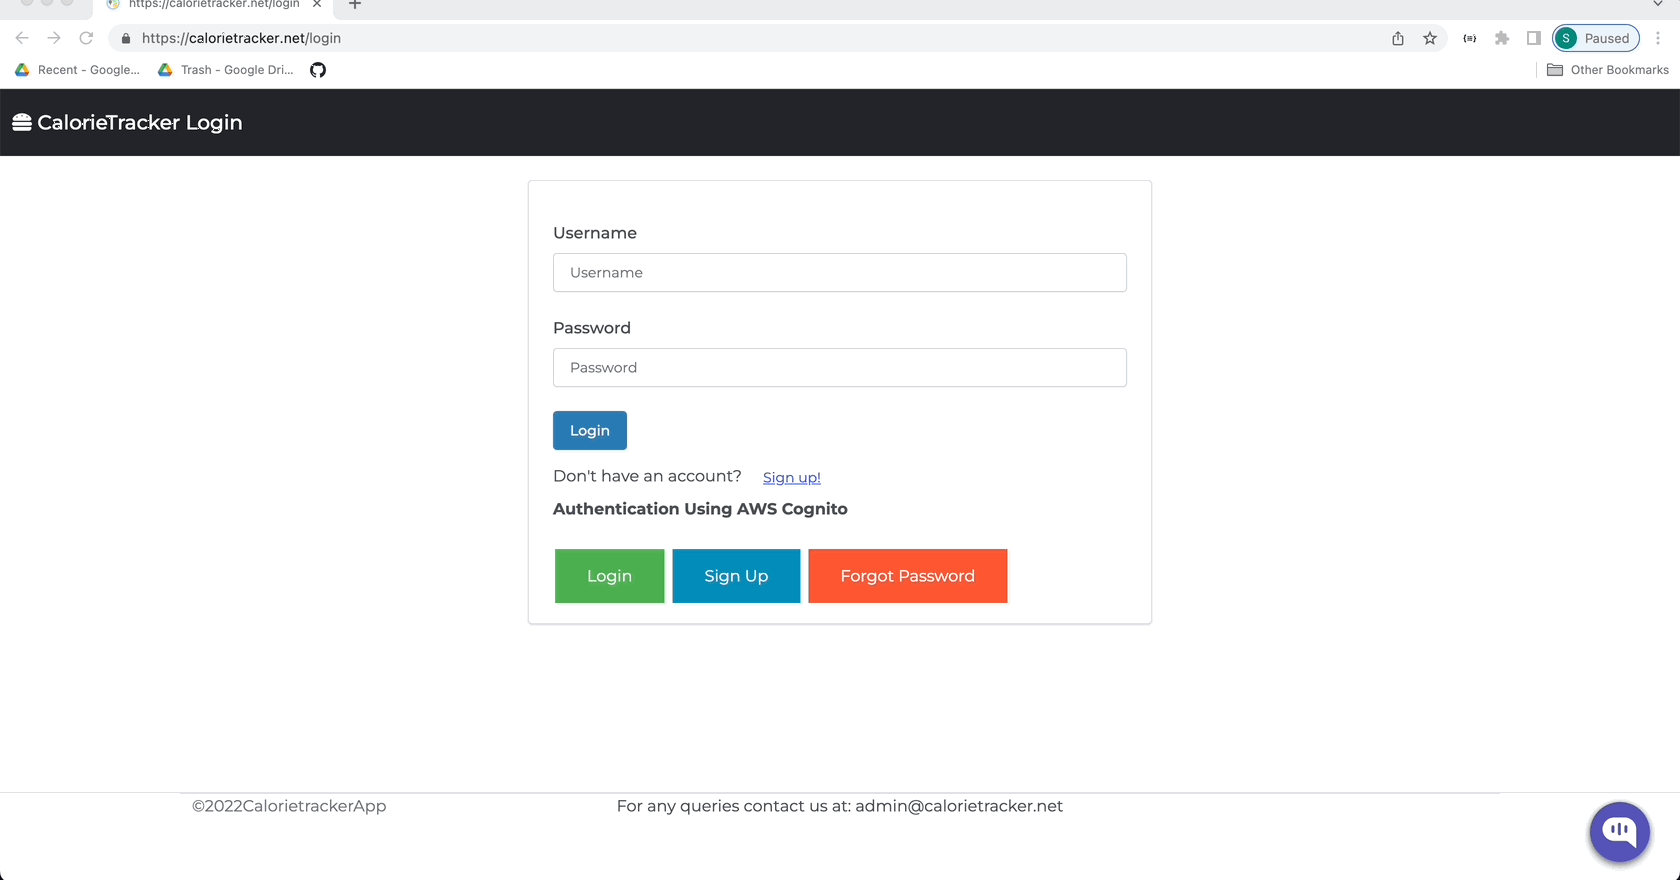 https://calorietracker.net/login
https://calorietracker.net/login
S Paused
Recent - Google...
Trash - Google Dri...
Other Bookmarks
CalorieTracker Login
Username
Username
Password
Password
Login
Don't have an account? Sign up!
Authentication Using AWS Cognito
Login
Sign Up
Forgot Password
©2022CalorietrackerApp
For any queries contact us at: admin@calorietracker.net